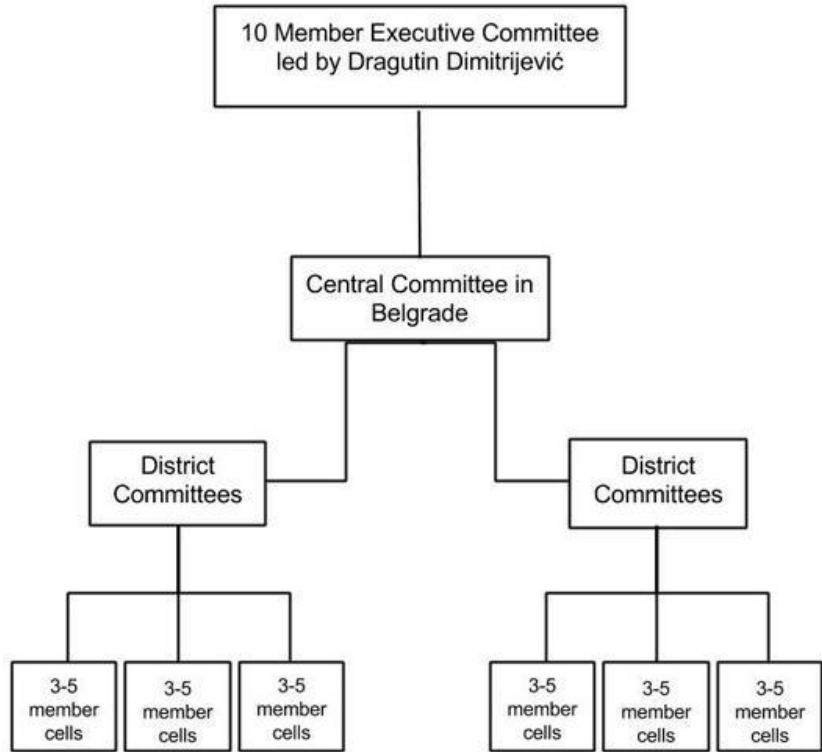 10 Member Executive Committee
led by Dragutin Dimitrijević
Central Committee in
Belgrade
District
Committees
District
Committees
3-5
member
cells
3-5
member
cells
3-5
member
cells
3-5
member
cells
3-5
member
cells
3-5
member
cells